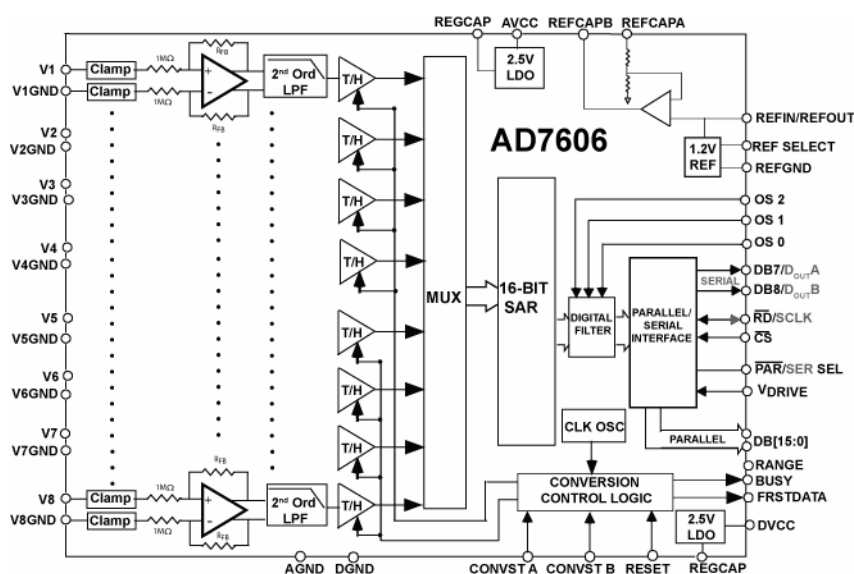 REGCAP AVCC REFCAPB REFCAPA
V1 Clamp 1MΩ RFB
+
−
2nd Ord LPF
T/H
V1GND Clamp 1MΩ RFB
2.5V LDO
REFIN/REFOUT
V2
V2GND
T/H
AD7606
1.2V REF
REF SELECT
REFGND
V3
V3GND
T/H
OS 2
OS 1
OS 0
V4
V4GND
T/H
MUX
16-BIT SAR
DIGITAL FILTER
PARALLEL/ SERIAL INTERFACE
DB7/DOUTA
SERIAL
DB8/DOUTB
RD/SCLK
CS
V5
V5GND
T/H
PAR/SER SEL
VDRIVE
V6
V6GND
T/H
CLK OSC
PARALLEL
DB[15:0]
V7
V7GND
T/H
RANGE
CONVERSION CONTROL LOGIC
BUSY
FRSTDATA
V8 Clamp 1MΩ RFB
+
−
2nd Ord LPF
T/H
V8GND Clamp 1MΩ RFB
2.5V LDO
DVCC
AGND DGND CONVST A CONVST B RESET REGCAP